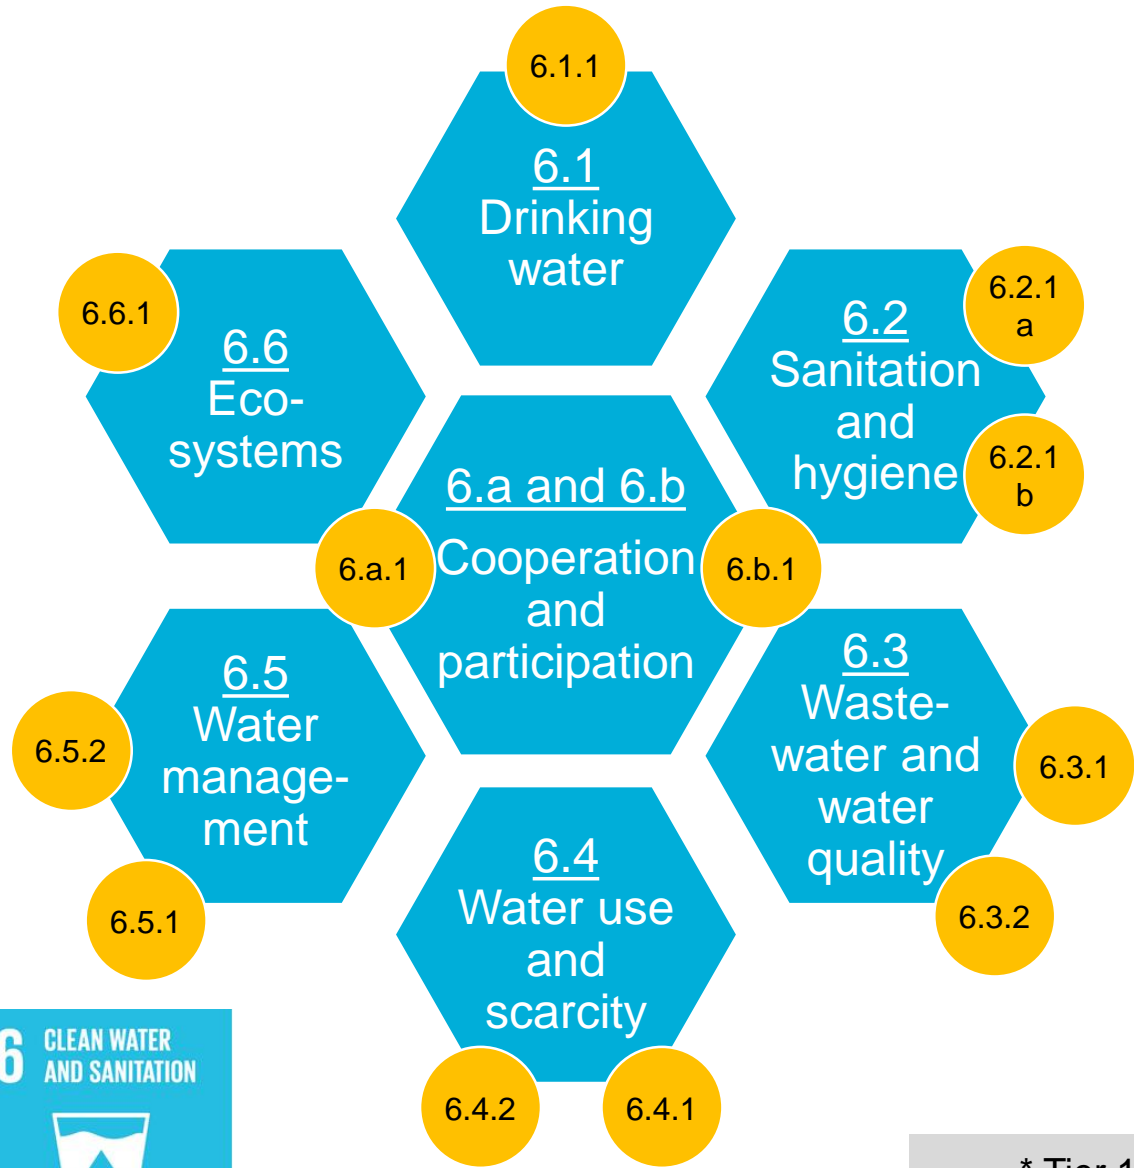 6.1.1
6.1
Drinking
water
6.2.1
a
6.2
Sanitation
and
hygiene
6.2.1
b
6.6.1
6.6
Eco-
systems
6.a and 6.b
Cooperation
and
participation
6.a.1
6.b.1
6.3
Waste-
water and
water
quality
6.3.1
6.3.2
6.5
Water
manage-
ment
6.5.2
6.5.1
6.4
Water use
and
scarcity
6.4.2
6.4.1
6 CLEAN WATER
AND SANITATION
* Tier 1